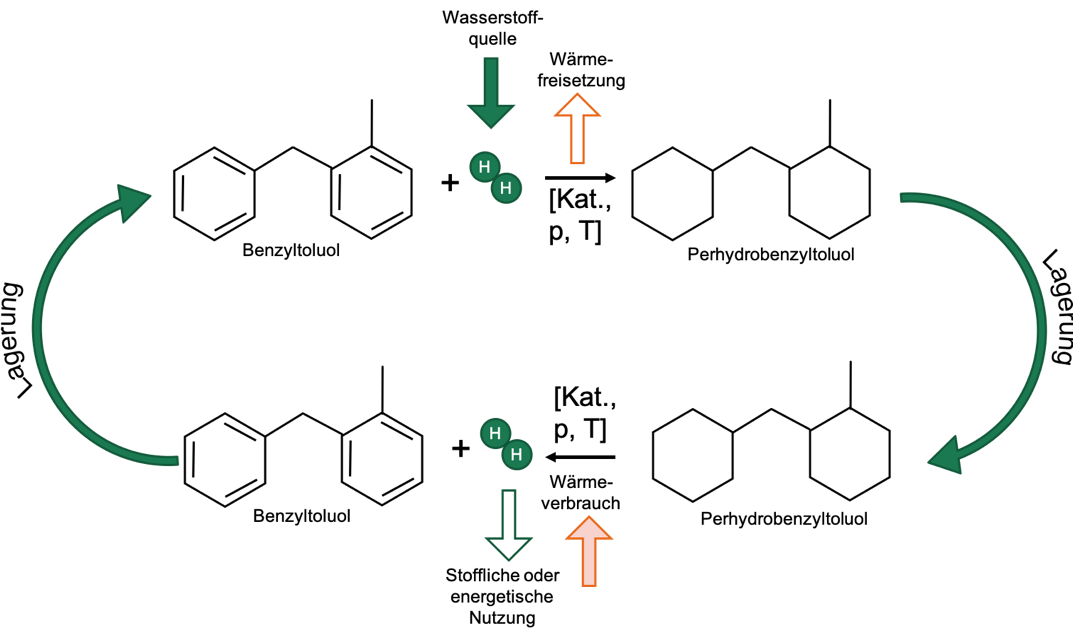 Wasserstoff-
quelle
Wärme-
freisetzung
+
H
H
[Kat.,
p, T]
Benzyltoluol
Perhydrobenzyltoluol
Lagerung
Lagerung
[Kat.,
p, T]
+
H
H
Wärme-
verbrauch
Benzyltoluol
Perhydrobenzyltoluol
Stoffliche oder
energetische
Nutzung